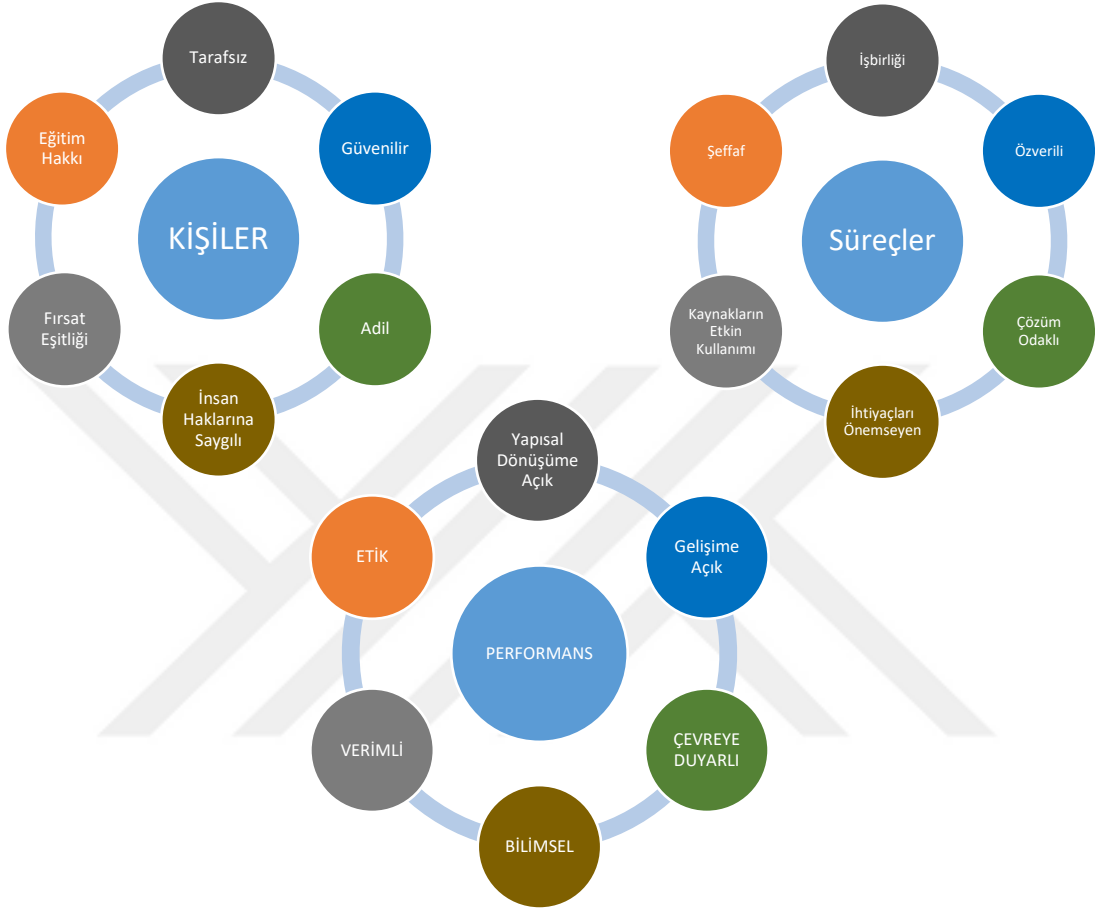 Tarafsız
Güvenilir
Adil
İnsan
Haklarına
Saygılı
Fırsat
Eşitliği
Eğitim
Hakkı
KİŞİLER
İşbirliği
Özverili
Çözüm
Odaklı
İhtiyaçları
Önemseyen
Kaynakların
Etkin
Kullanımı
Şeffaf
Süreçler
Yapısal
Dönüşüme
Açık
Gelişime
Açık
ÇEVREYE
DUYARLI
BİLİMSEL
VERİMLİ
ETİK
PERFORMANS